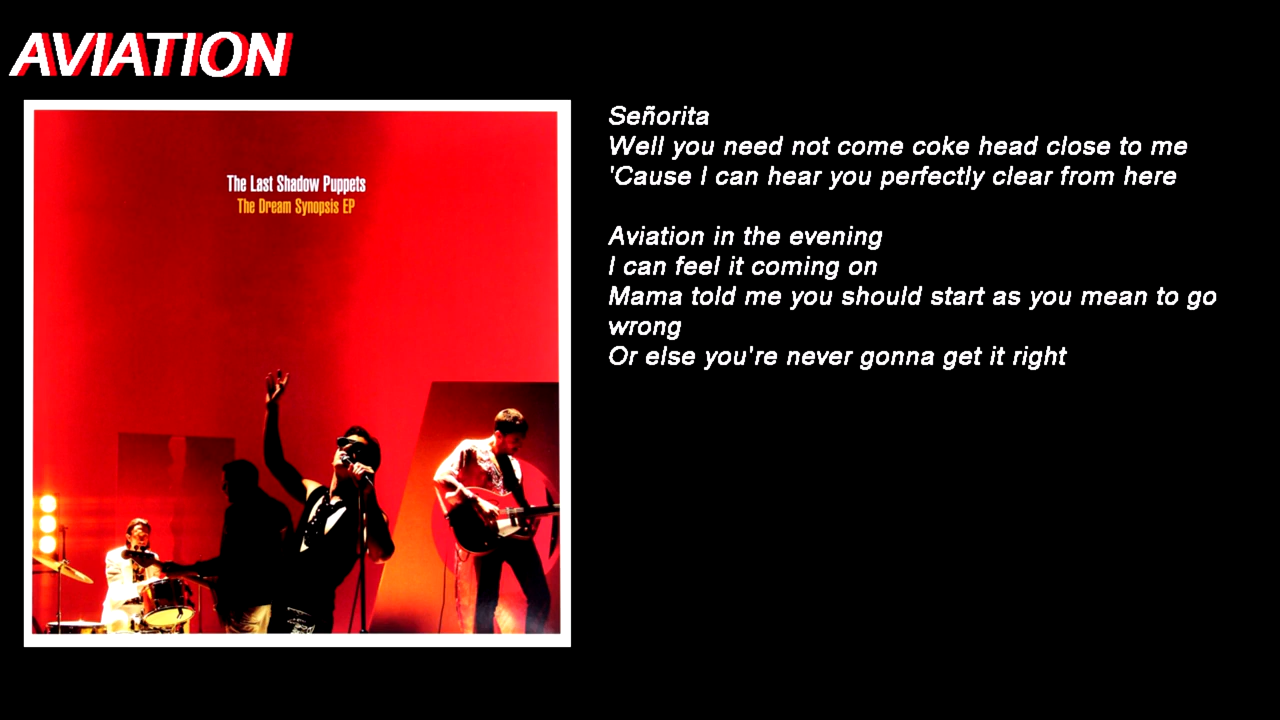 AVIATION
The Last Shadow Puppets
The Dream Synopsis EP
Señorita
Well you need not come coke head close to me
'Cause I can hear you perfectly clear from here
Aviation in the evening
I can feel it coming on
Mama told me you should start as you mean to go
wrong
Or else you're never gonna get it right